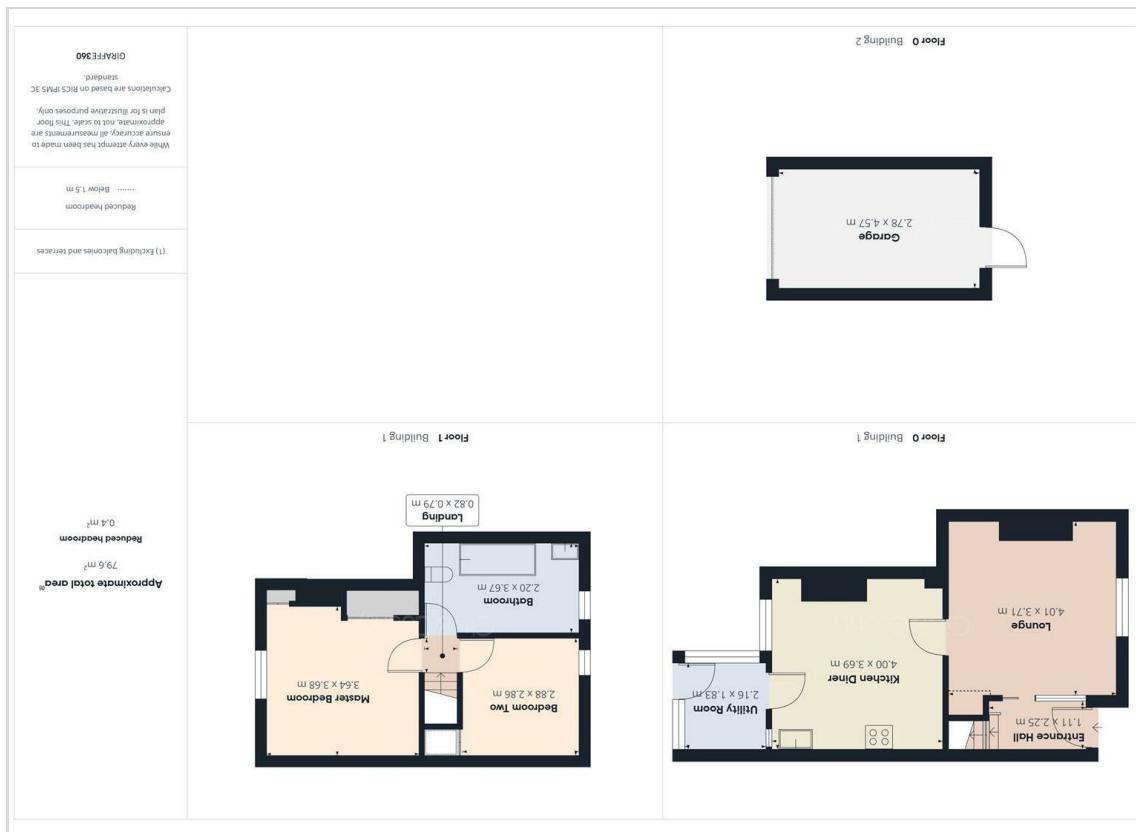 Entrance Hall
1.11 x 2.25 m
Lounge
4.01 x 3.71 m
Kitchen Diner
4.00 x 3.69 m
Utility Room
2.16 x 1.83 m
Floor 0 Building 1
Bedroom Two
2.88 x 2.86 m
Master Bedroom
3.64 x 3.68 m
Bathroom
2.20 x 3.67 m
Landing
0.82 x 0.79 m
Floor 1 Building 1
Garage
2.78 x 4.57 m
Floor 0 Building 2
Approximate total area(1)
79.6 m²
Reduced headroom
0.4 m²
(1) Excluding balconies and terraces
Reduced headroom
Below 1.5 m
While every attempt has been made to
ensure accuracy, all measurements are
approximate, not to scale. This floor
plan is for illustrative purposes only.
Calculations are based on RICS IPMS 3C
standard.
GIRAFFE360